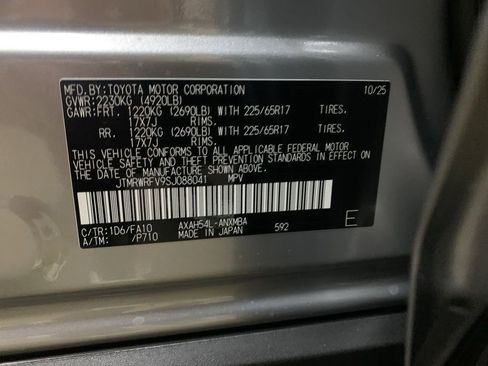 MFD.BY:TOYOTA MOTOR CORPORATION 10/25
GVWR:2230KG (4920LB)
GAWR:FRT. 1220KG (2690LB) WITH 225/65R17 TIRES.
17X7J RIMS.
RR. 1220KG (2690LB) WITH 225/65R17 TIRES.
17X7J RIMS.
THIS VEHICLE CONFORMS TO ALL APPLICABLE FEDERAL MOTOR
VEHICLE SAFETY AND THEFT PREVENTION STANDARDS IN EFFECT ON
THE DATE OF MANUFACTURE SHOWN ABOVE.
JTMRWRFV9SJ088041 MPV
C/TR:1D6/FA10 AXAH54L-ANXMBA E
A/TM: /P710 MADE IN JAPAN 592